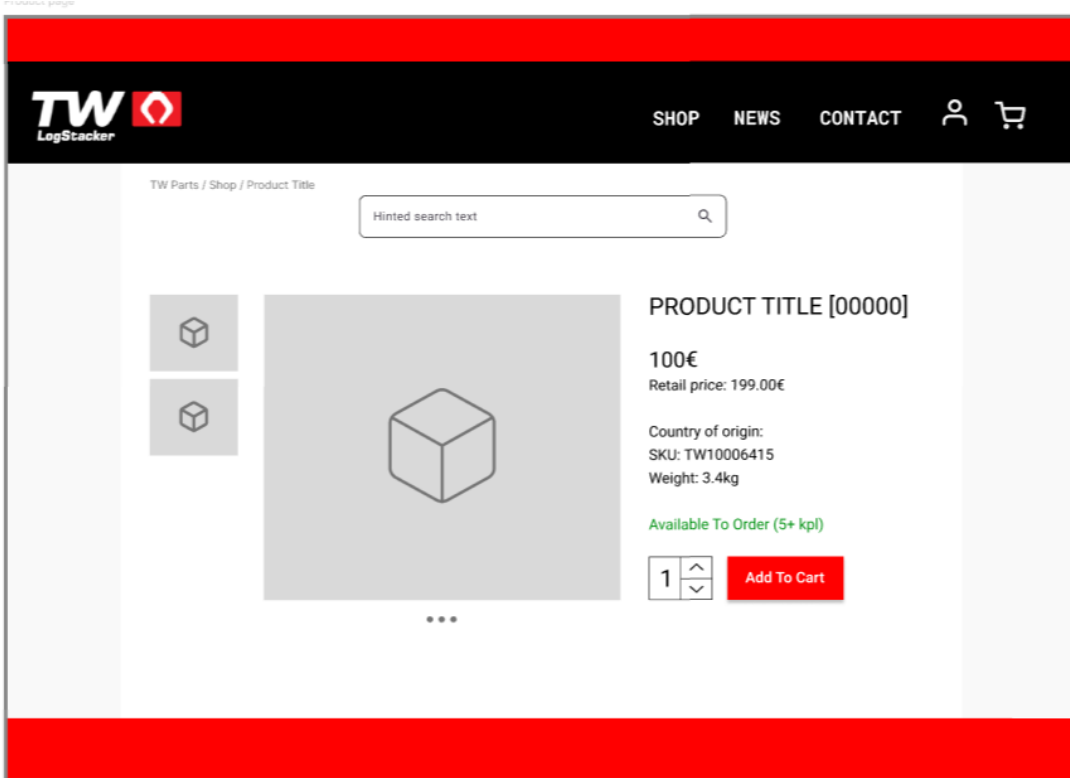 Product page
TW
LogStacker
SHOP NEWS CONTACT
TW Parts / Shop / Product Title
Hinted search text
PRODUCT TITLE [00000]
100€
Retail price: 199.00€
Country of origin:
SKU: TW10006415
Weight: 3.4kg
Available To Order (5+ kpl)
1
Add To Cart